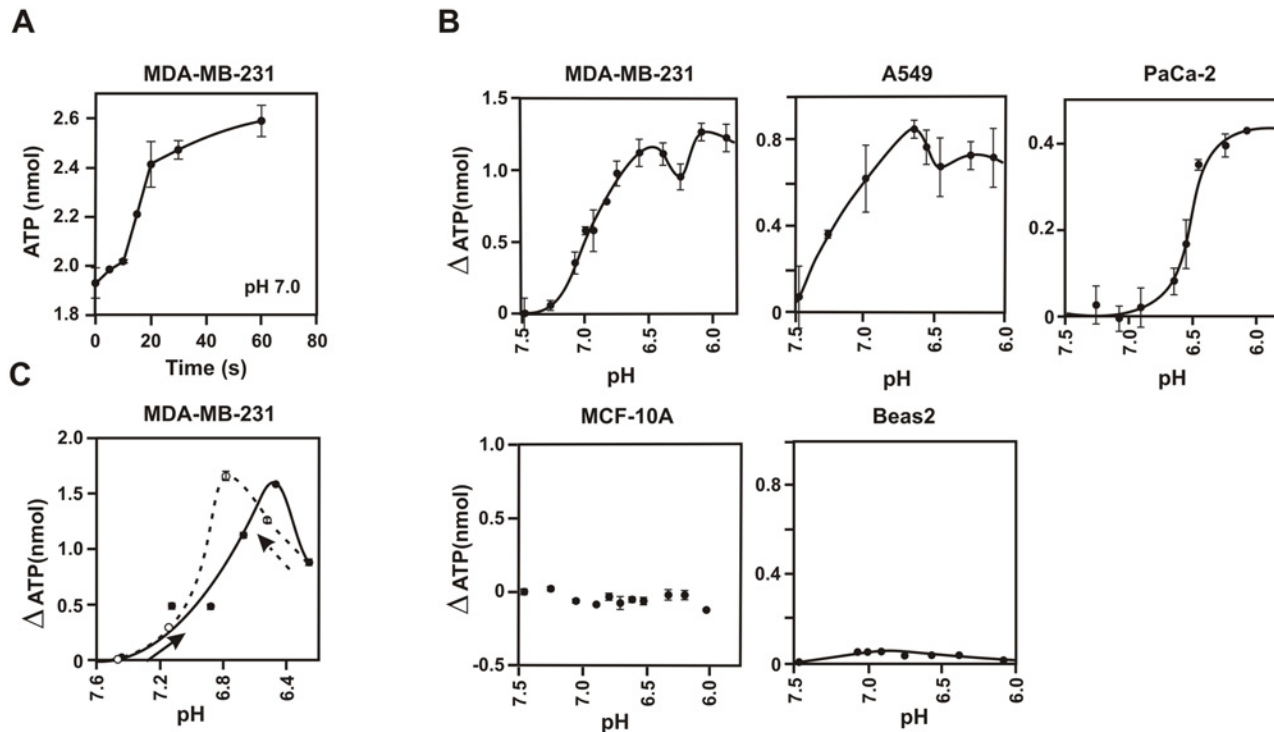 A
MDA-MB-231
ATP (nmol)
2.6
2.4
2.2
2.0
1.8
pH 7.0
0 20 40 60 80
Time (s)
B
MDA-MB-231
Δ ATP(nmol)
1.5
1.0
0.5
0
7.5 7.0 6.5 6.0
pH
A549
0.8
0.4
0
7.5 7.0 6.5 6.0
pH
PaCa-2
0.4
0.2
0
7.5 7.0 6.5 6.0
pH
C
MDA-MB-231
Δ ATP(nmol)
2.0
1.5
1.0
0.5
0
7.6 7.2 6.8 6.4
pH
MCF-10A
Δ ATP(nmol)
1.0
0.5
0
-0.5
7.5 7.0 6.5 6.0
pH
Beas2
0.8
0.4
0
7.5 7.0 6.5 6.0
pH